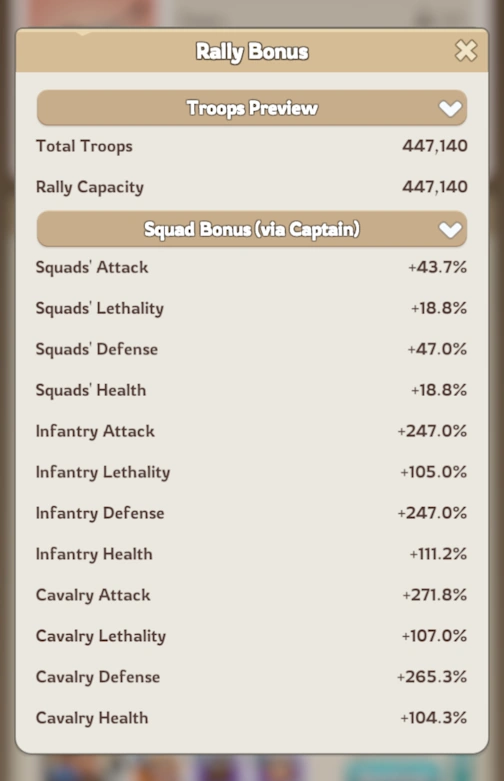 Rally Bonus
Troops Preview
Total Troops 447,140
Rally Capacity 447,140
Squad Bonus (via Captain)
Squads' Attack +43.7%
Squads' Lethality +18.8%
Squads' Defense +47.0%
Squads' Health +18.8%
Infantry Attack +247.0%
Infantry Lethality +105.0%
Infantry Defense +247.0%
Infantry Health +111.2%
Cavalry Attack +271.8%
Cavalry Lethality +107.0%
Cavalry Defense +265.3%
Cavalry Health +104.3%